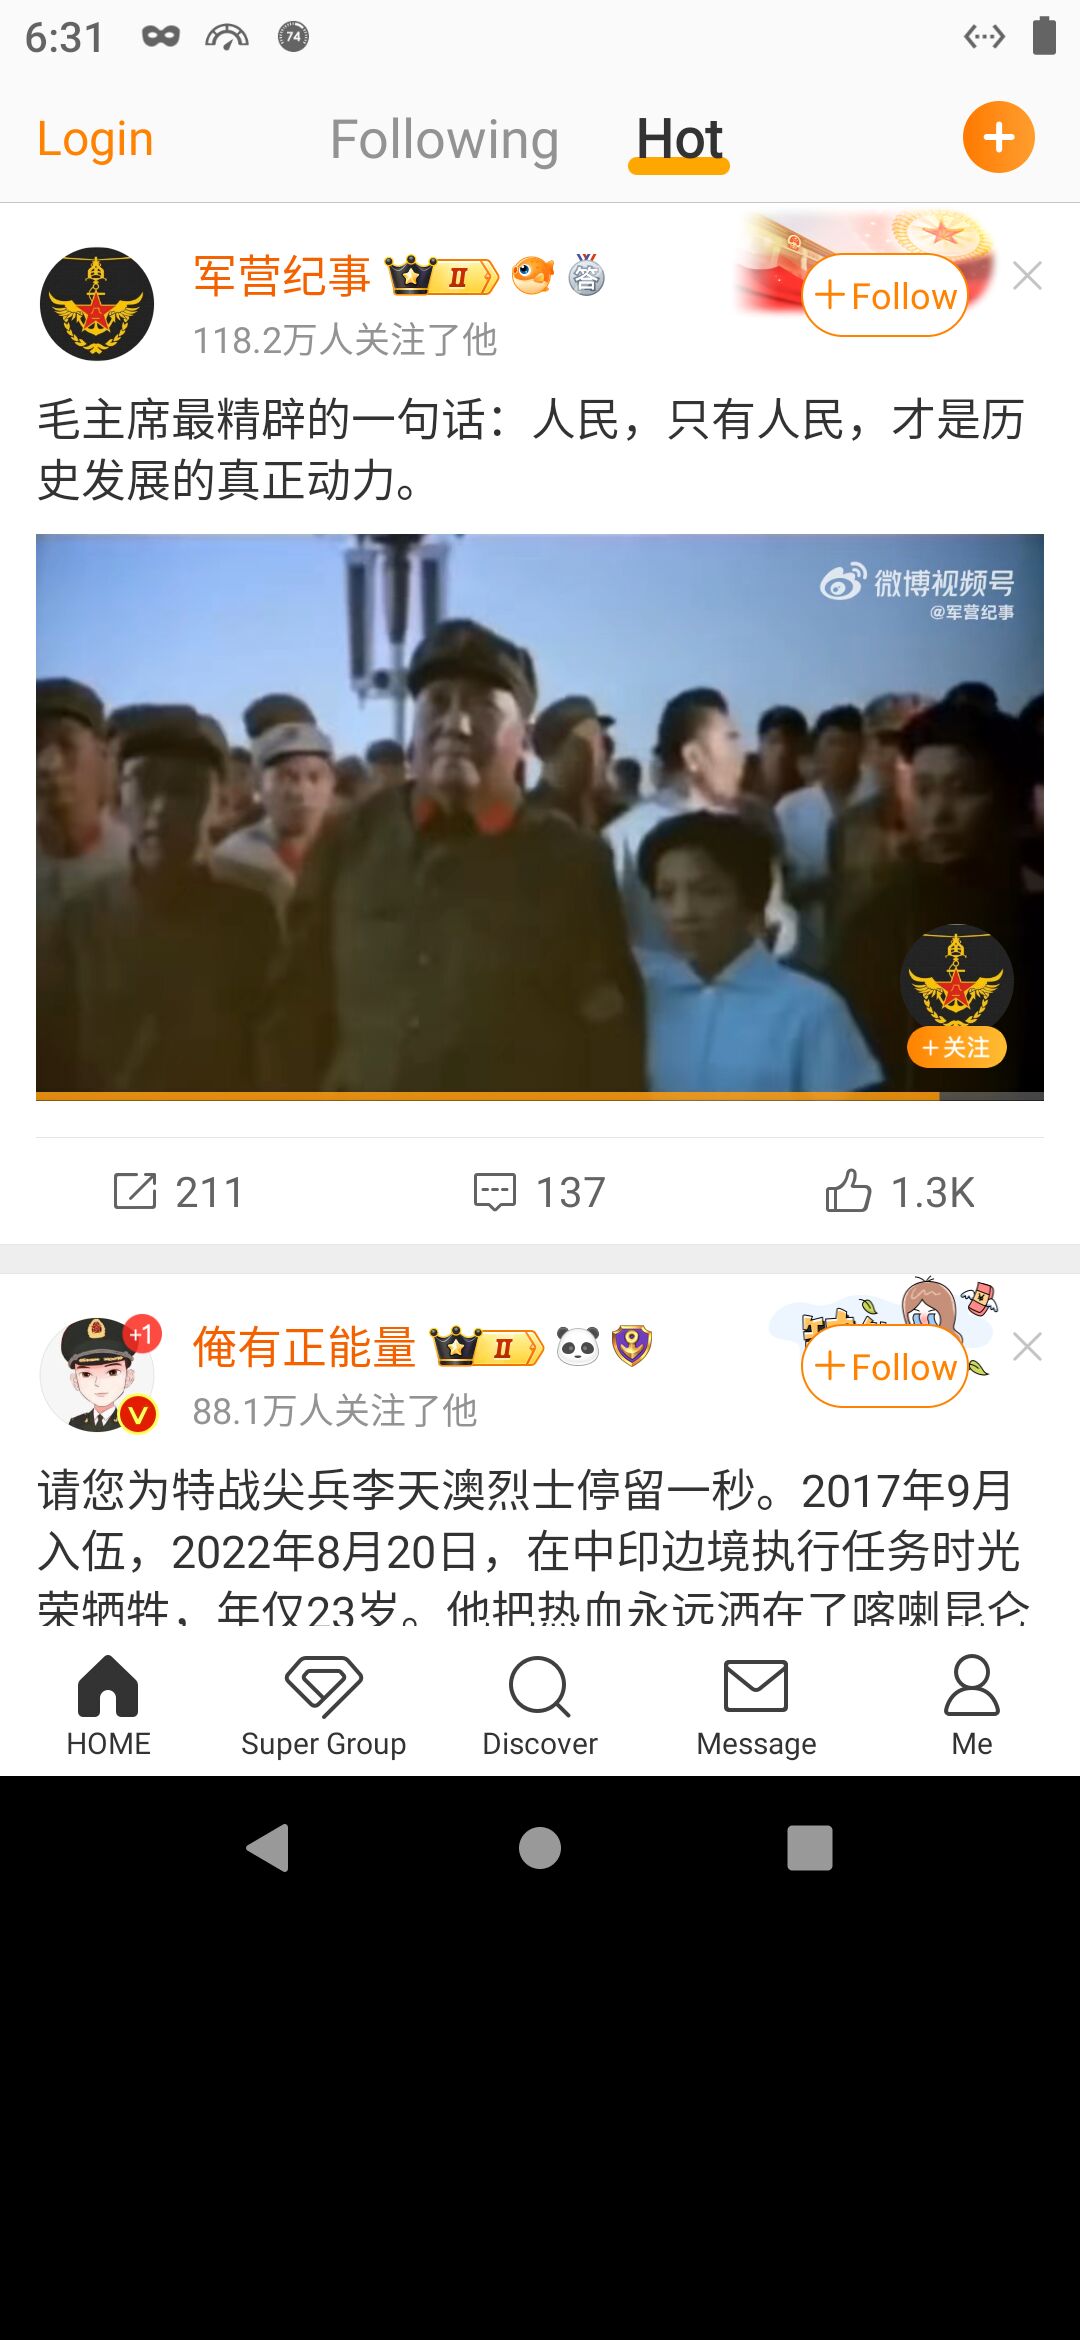 6:31
74
Login
Following
Hot
军营纪事
II
答
+Follow
118.2万人关注了他
毛主席最精辟的一句话：人民，只有人民，才是历
史发展的真正动力。
微博视频号
@军营纪事
+关注
211
137
1.3K
+1
俺有正能量
II
+Follow
V
88.1万人关注了他
请您为特战尖兵李天澳烈士停留一秒。2017年9月
入伍，2022年8月20日，在中印边境执行任务时光
荣牺牲，年仅23岁。他把热血永远洒在了喀喇昆仑
HOME
Super Group
Discover
Message
Me